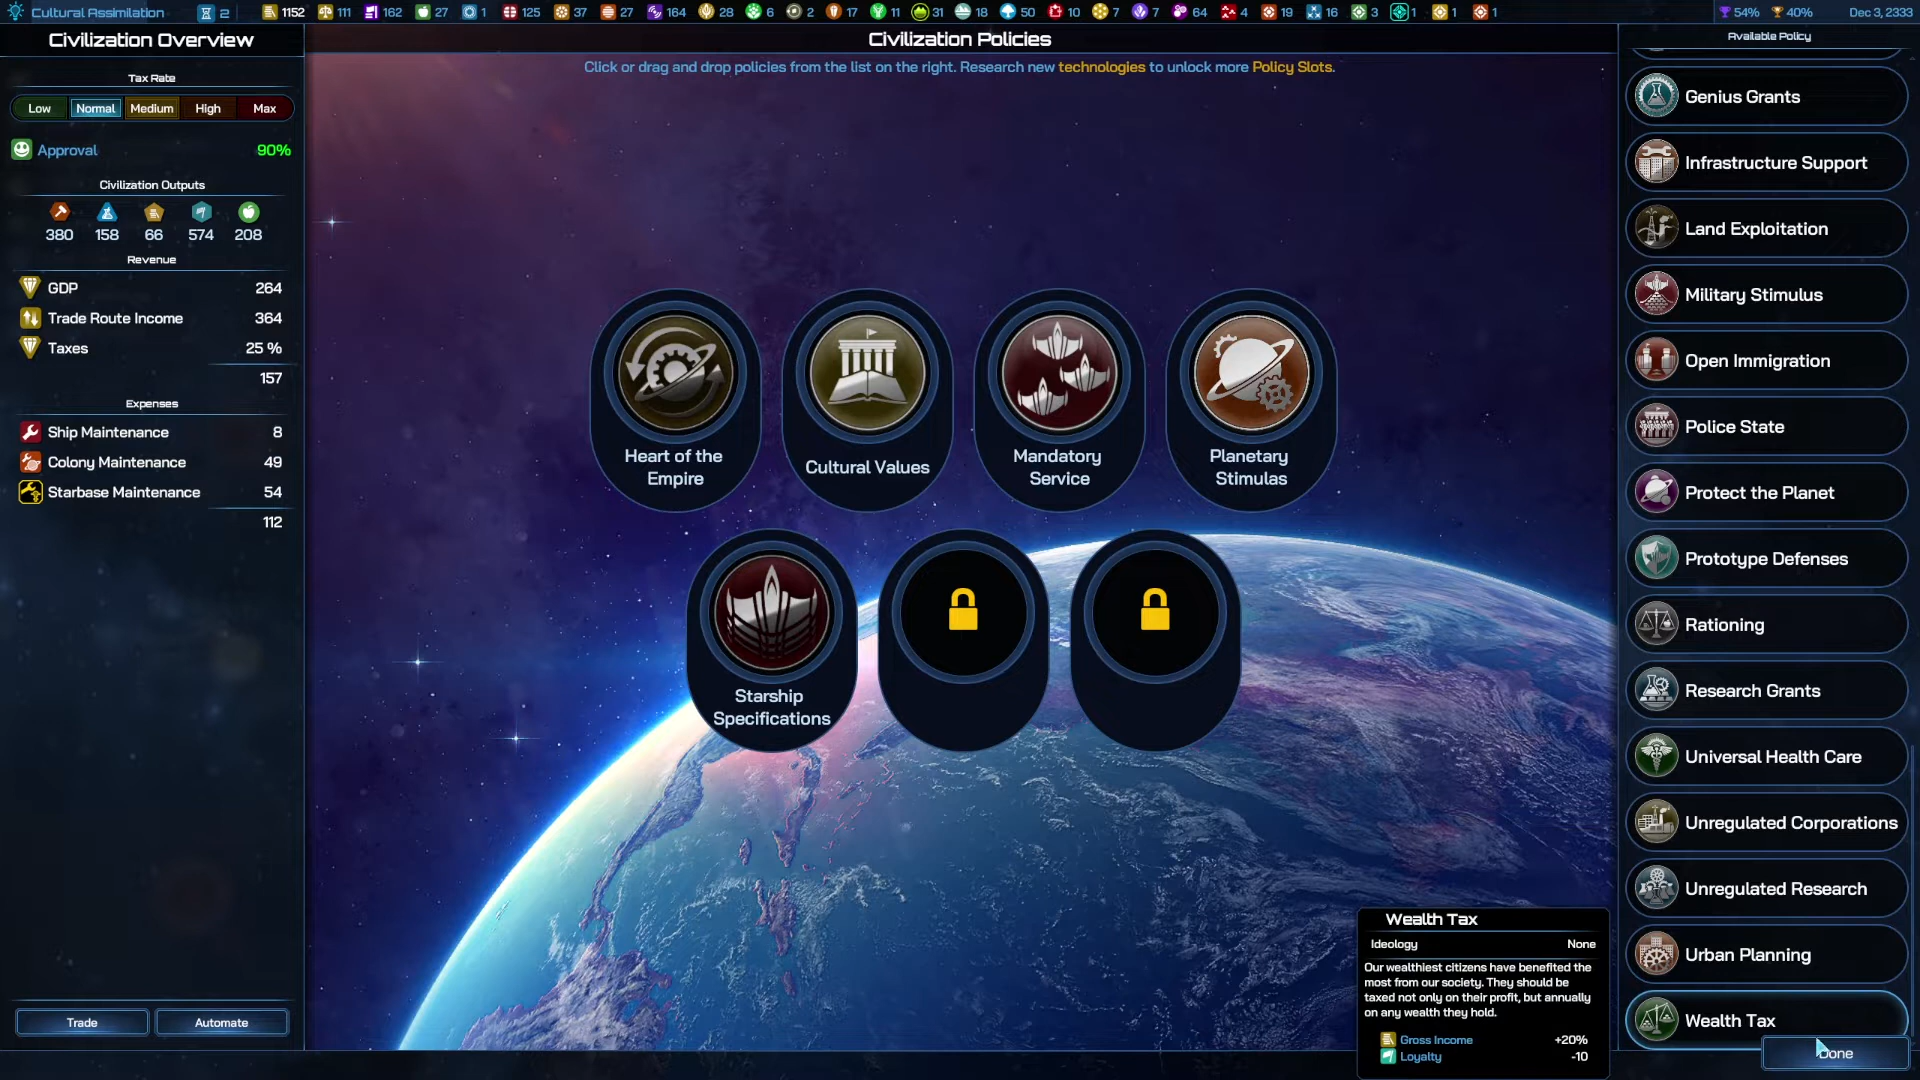 Cultural Assimilation 2 1152 111 162 27 1 125 37 27 164 28 6 2 17 11 31 18 50 10 7 7 64 4 19 16 3 1 1 1 54% 40% Dec 3, 2333
Civilization Overview
Tax Rate
Low Normal Medium High Max
Approval 90%
Civilization Outputs
380 158 66 574 208
Revenue
GDP 264
Trade Route Income 364
Taxes 25 %
157
Expenses
Ship Maintenance 8
Colony Maintenance 49
Starbase Maintenance 54
112
Trade Automate
Civilization Policies
Click or drag and drop policies from the list on the right. Research new technologies to unlock more Policy Slots.
Heart of the
Empire
Cultural Values
Mandatory
Service
Planetary
Stimulas
Starship
Specifications
Wealth Tax
Ideology None
Our wealthiest citizens have benefited the
most from our society. They should be
taxed not only on their profit, but annually
on any wealth they hold.
Gross Income +20%
Loyalty -10
Available Policy
Genius Grants
Infrastructure Support
Land Exploitation
Military Stimulus
Open Immigration
Police State
Protect the Planet
Prototype Defenses
Rationing
Research Grants
Universal Health Care
Unregulated Corporations
Unregulated Research
Urban Planning
Wealth Tax
Done